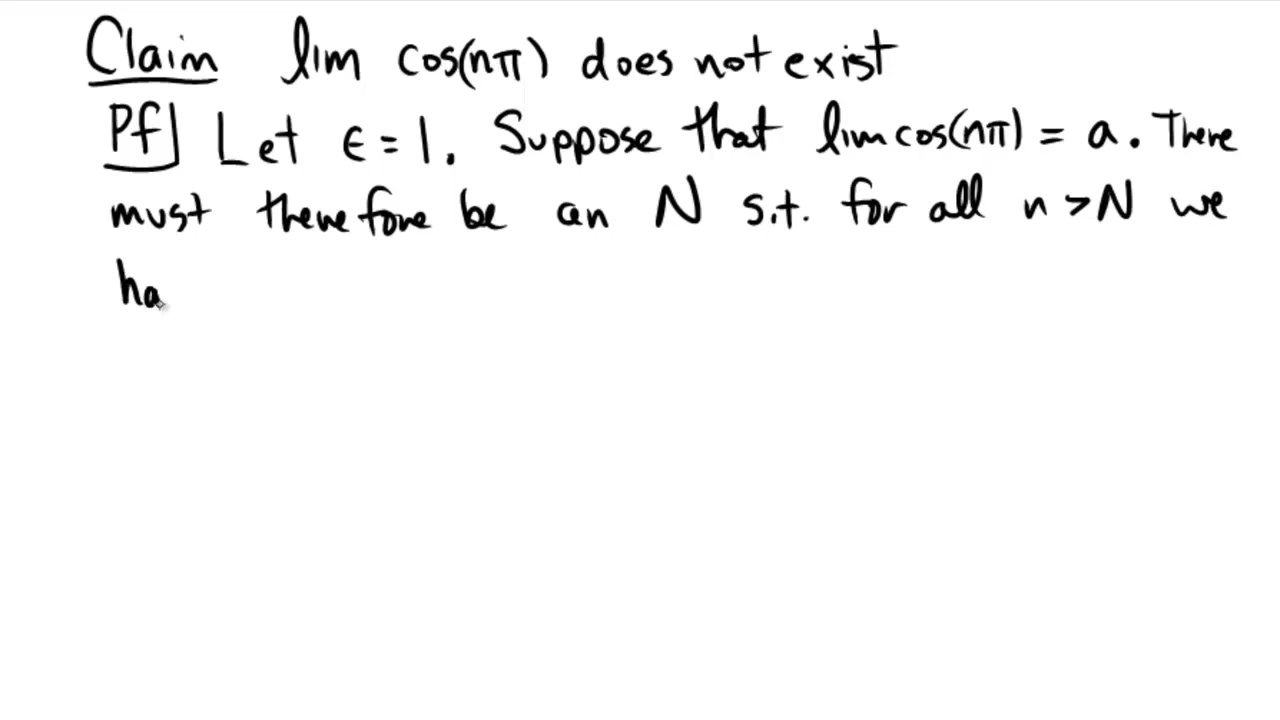 Claim lim cos(nπ) does not exist
Pf] Let ϵ = 1. Suppose that lim cos(nπ) = a. There
must therefore be an N s.t. for all n > N we
ha